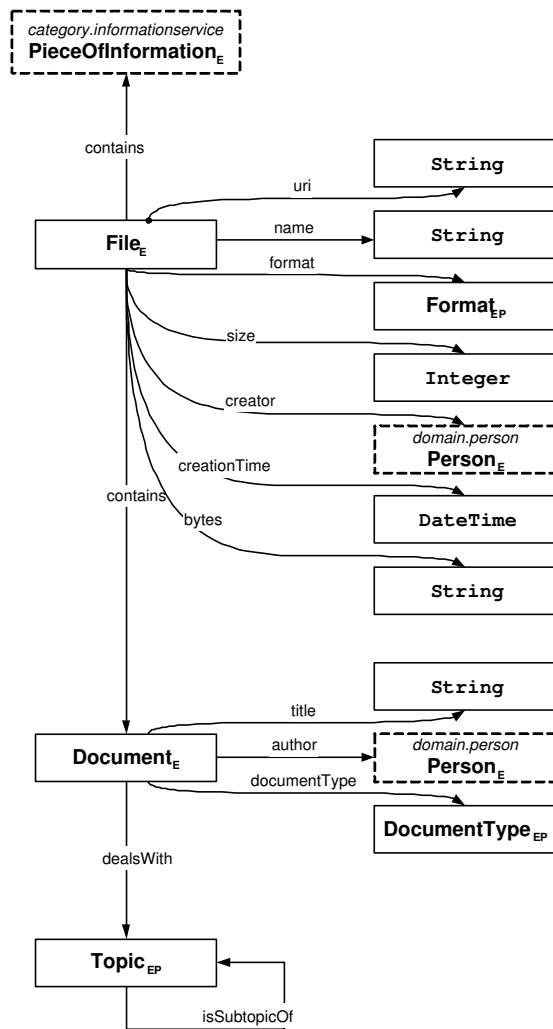 category.informationservice
PieceOfInformationE
contains
String
uri
FileE
name
String
format
FormatEP
size
Integer
creator
domain.person
PersonE
creationTime
contains
DateTime
bytes
String
String
title
DocumentE
author
domain.person
PersonE
documentType
DocumentTypeEP
dealsWith
TopicEP
isSubtopicOf